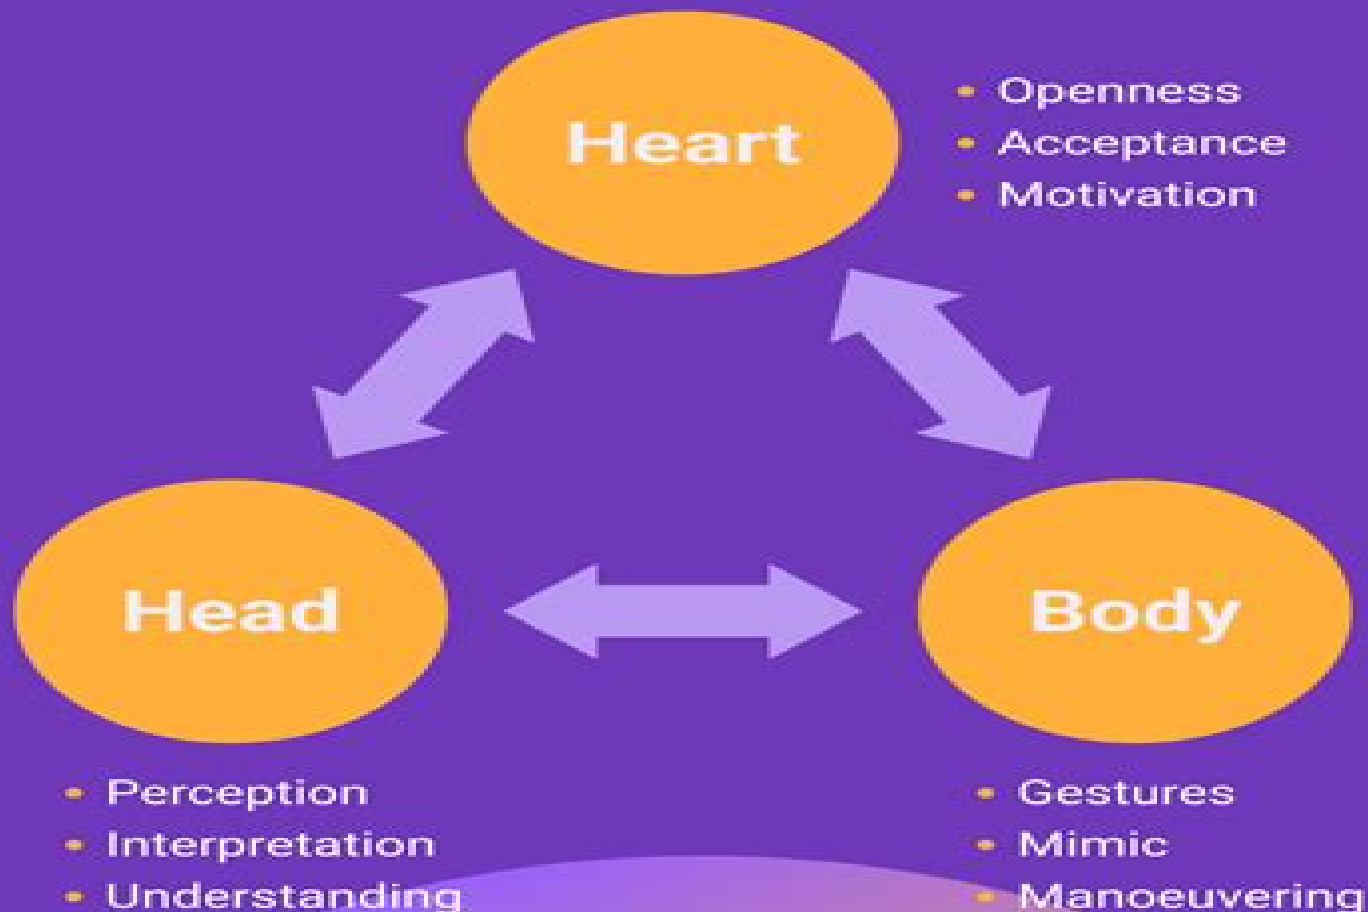 Heart
Openness
Acceptance
Motivation
Head
Body
Perception
Interpretation
Understanding
Gestures
Mimic
Manoeuvering